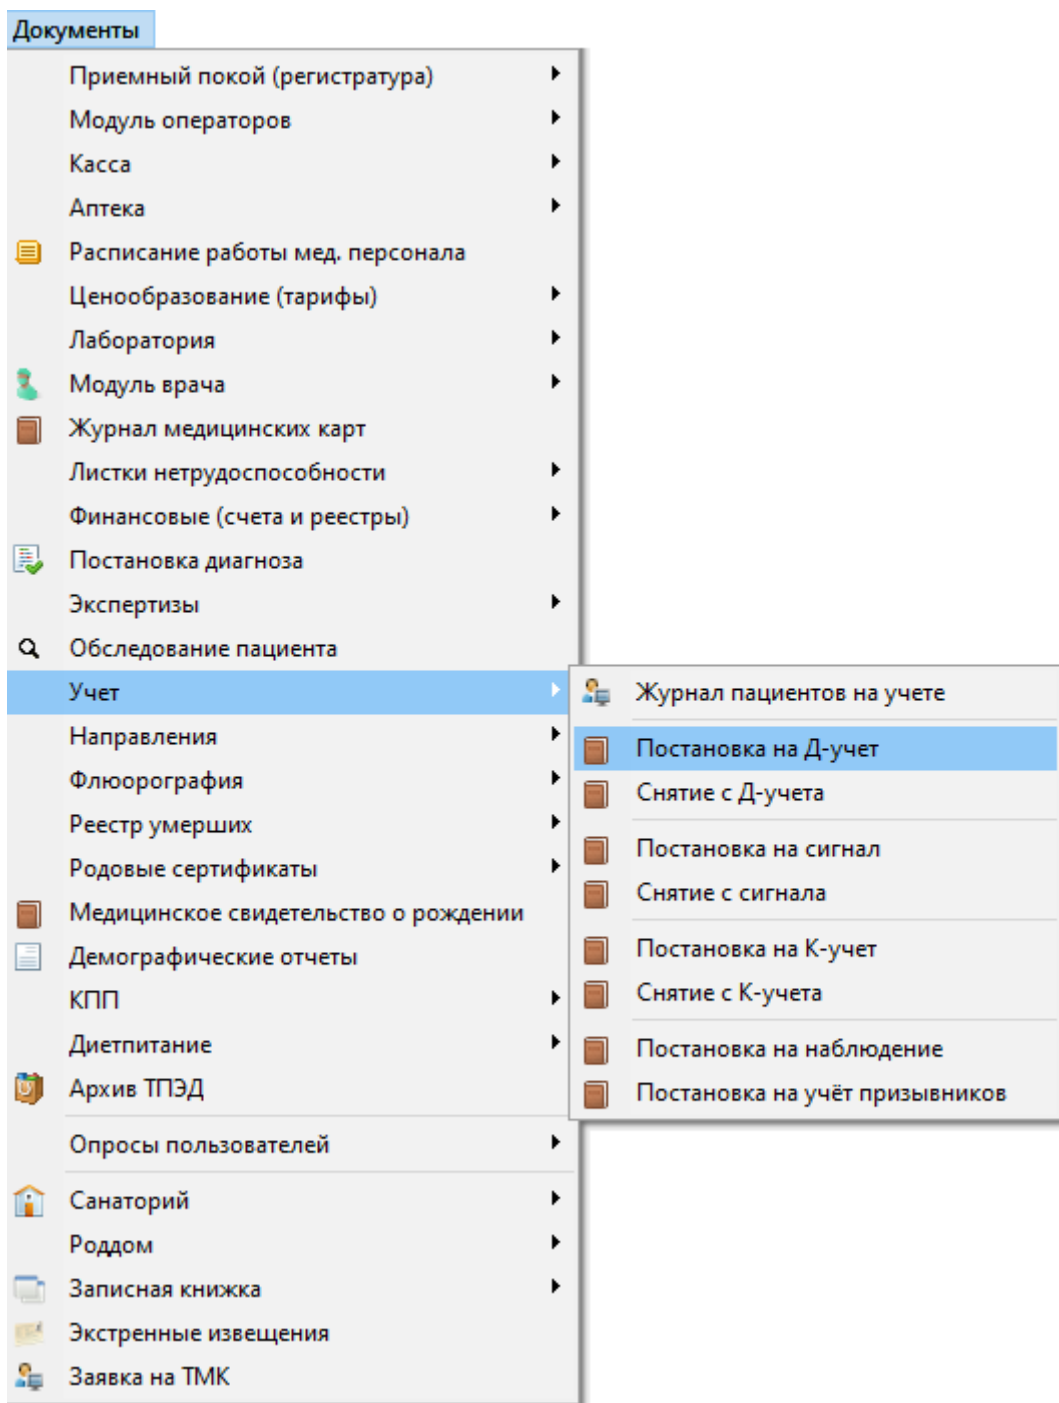 Документы
Приемный покой (регистратура)
Модуль операторов
Касса
Аптека
Расписание работы мед. персонала
Ценообразование (тарифы)
Лаборатория
Модуль врача
Журнал медицинских карт
Листки нетрудоспособности
Финансовые (счета и реестры)
Постановка диагноза
Экспертизы
Обследование пациента
Учет
Направления
Флюорография
Реестр умерших
Родовые сертификаты
Медицинское свидетельство о рождении
Демографические отчеты
КПП
Диетпитание
Архив ТПЭД
Опросы пользователей
Санаторий
Роддом
Записная книжка
Экстренные извещения
Заявка на ТМК
Журнал пациентов на учете
Постановка на Д-учет
Снятие с Д-учета
Постановка на сигнал
Снятие с сигнала
Постановка на К-учет
Снятие с К-учета
Постановка на наблюдение
Постановка на учёт призывников